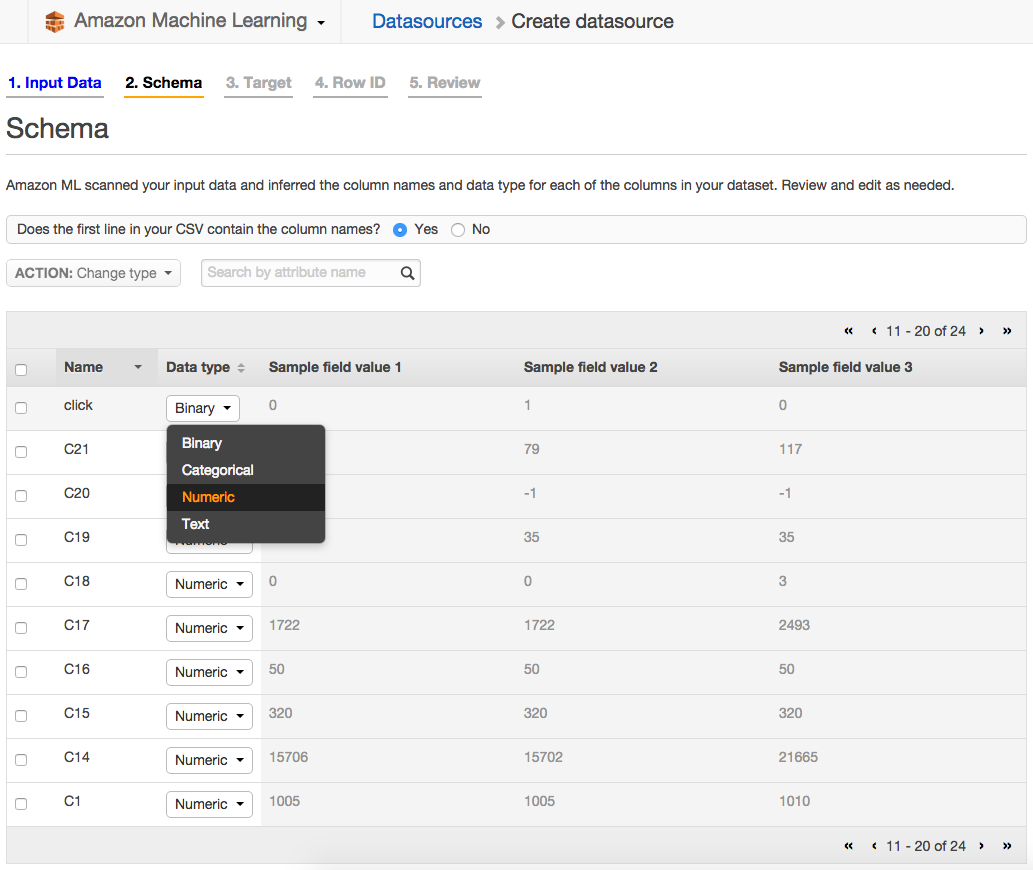 Amazon Machine Learning Datasources > Create datasource
1. Input Data 2. Schema 3. Target 4. Row ID 5. Review
Schema
Amazon ML scanned your input data and inferred the column names and data type for each of the columns in your dataset. Review and edit as needed.
Does the first line in your CSV contain the column names? Yes No
ACTION: Change type Search by attribute name
« ‹ 11 - 20 of 24 › »
Name Data type Sample field value 1 Sample field value 2 Sample field value 3
click Binary 0 1 0
Binary
C21 79 117
Categorical
C20 -1 -1
Numeric
Text
C19 Numeric 35 35
C18 Numeric 0 0 3
C17 Numeric 1722 1722 2493
C16 Numeric 50 50 50
C15 Numeric 320 320 320
C14 Numeric 15706 15702 21665
C1 Numeric 1005 1005 1010
« ‹ 11 - 20 of 24 › »